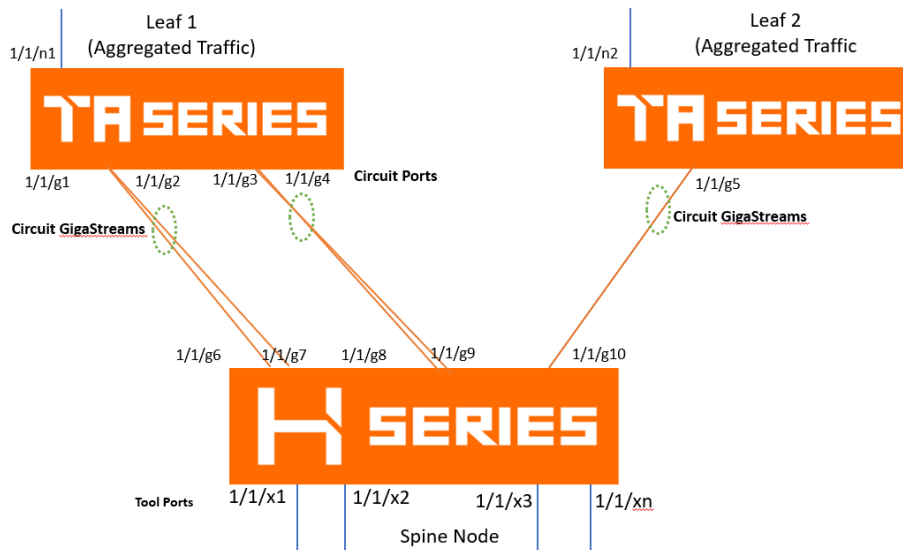 Leaf 1
(Aggregated Traffic)
Leaf 2
(Aggregated Traffic
1/1/n1
1/1/n2
TA SERIES
TA SERIES
1/1/g1
1/1/g2
1/1/g3
1/1/g4
Circuit Ports
1/1/g5
Circuit GigaStreams
Circuit GigaStreams
1/1/g6
1/1/g7
1/1/g8
1/1/g9
1/1/g10
H SERIES
Tool Ports
1/1/x1
1/1/x2
1/1/x3
1/1/xn
Spine Node